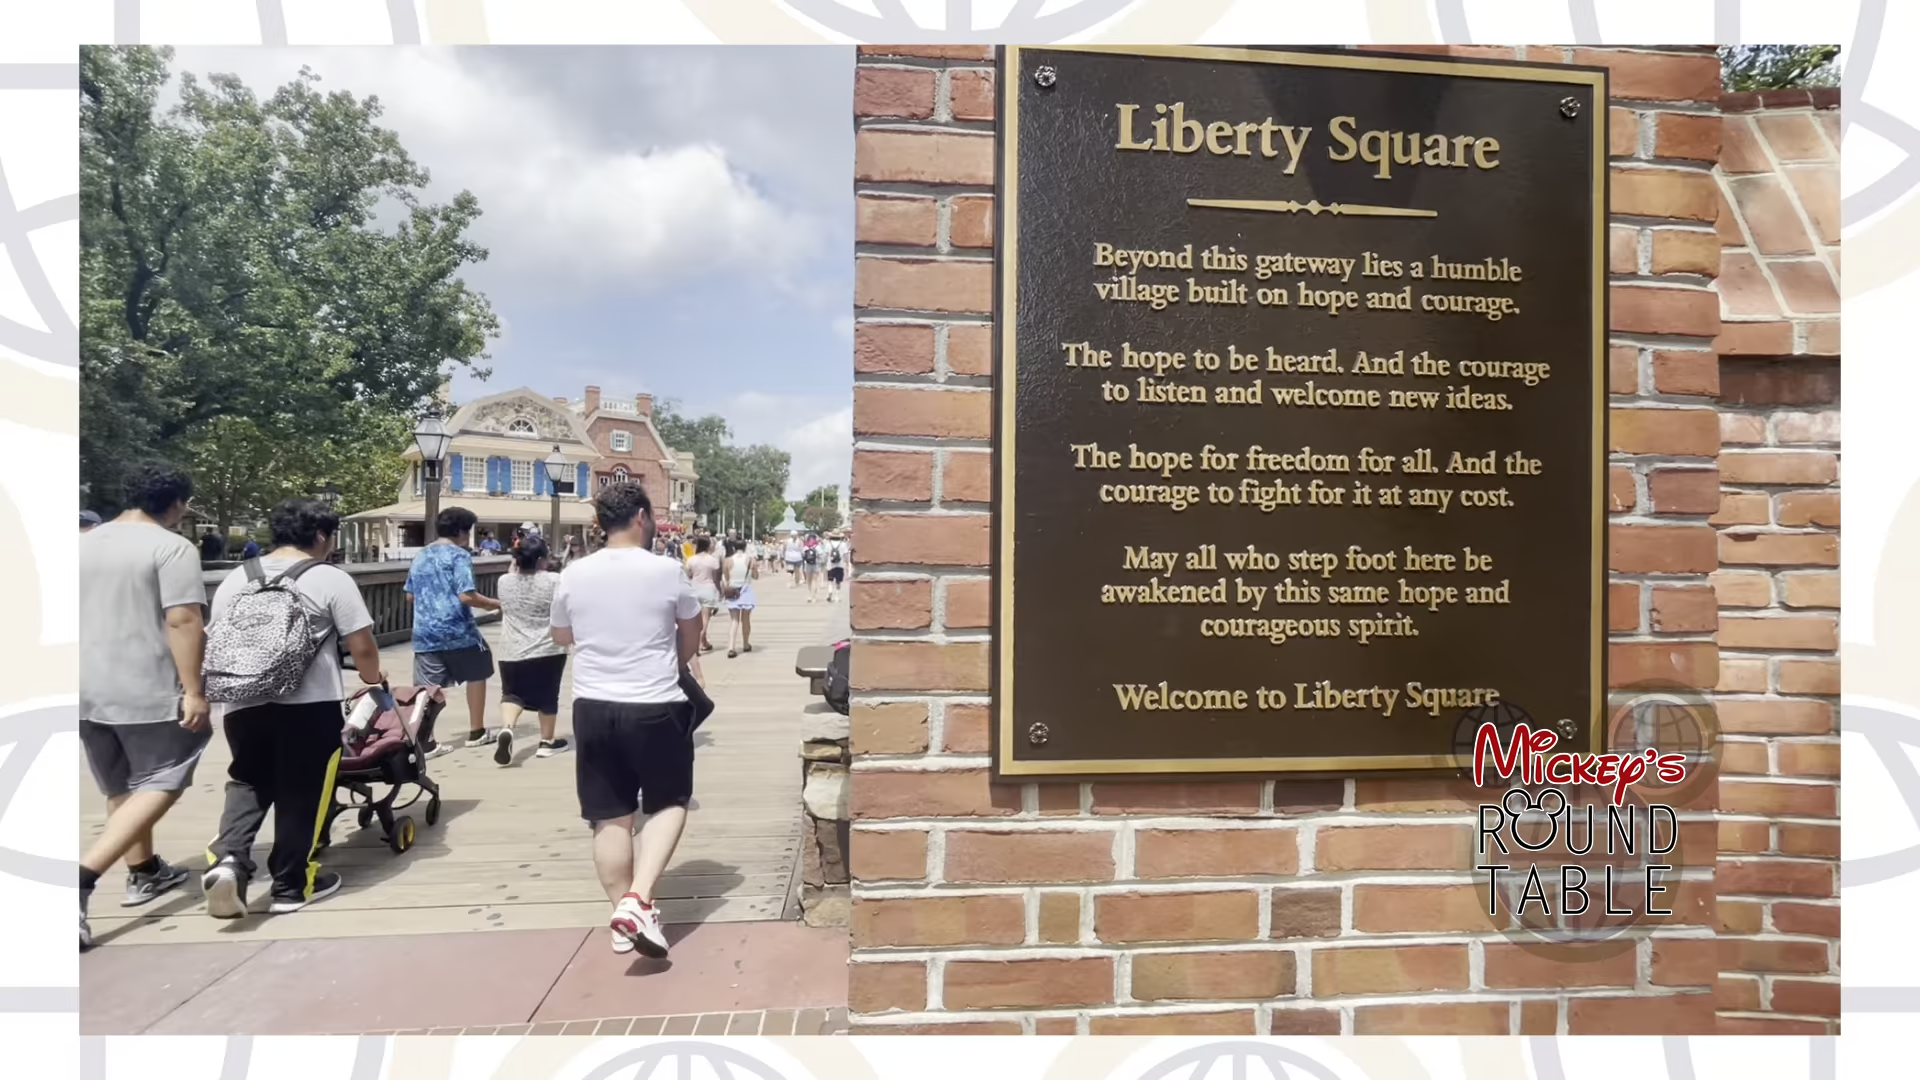 Liberty Square
Beyond this gateway lies a humble
village built on hope and courage.
The hope to be heard. And the courage
to listen and welcome new ideas.
The hope for freedom for all. And the
courage to fight for it at any cost.
May all who step foot here be
awakened by this same hope and
courageous spirit.
Welcome to Liberty Square
Mickey's
ROUND
TABLE